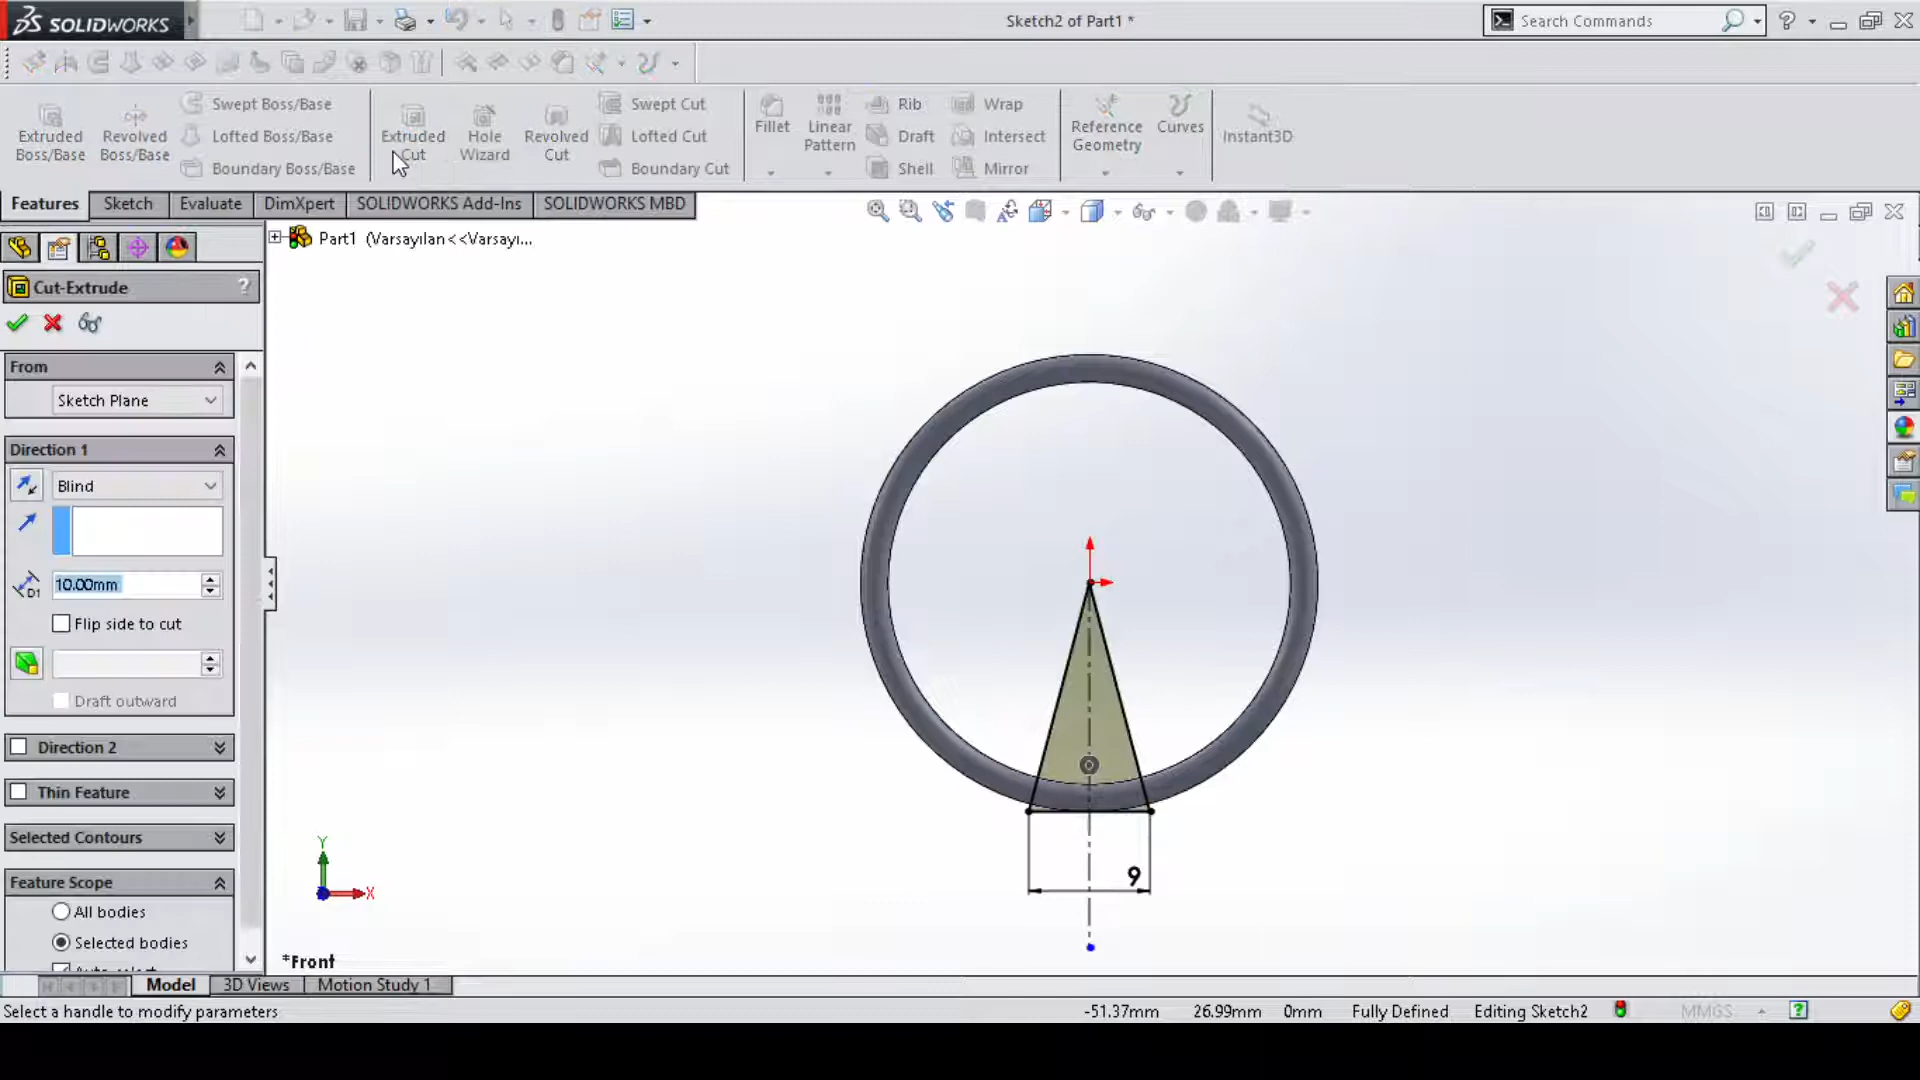 SOLIDWORKS
Sketch2 of Part1 *
Search Commands
Extruded Boss/Base
Revolved Boss/Base
Swept Boss/Base
Lofted Boss/Base
Boundary Boss/Base
Extruded Cut
Hole Wizard
Revolved Cut
Swept Cut
Lofted Cut
Boundary Cut
Fillet
Linear Pattern
Rib
Draft
Shell
Wrap
Intersect
Mirror
Reference Geometry
Curves
Instant3D
Features
Sketch
Evaluate
DimXpert
SOLIDWORKS Add-Ins
SOLIDWORKS MBD
Part1 (Varsayılan<<Varsayı...
Cut-Extrude
?
From
Sketch Plane
Direction 1
Blind
D1
10.00mm
Flip side to cut
Draft outward
Direction 2
Thin Feature
Selected Contours
Feature Scope
All bodies
Selected bodies
Auto-select
9
Y
X
*Front
Model
3D Views
Motion Study 1
Select a handle to modify parameters
-51.37mm
26.99mm
0mm
Fully Defined
Editing Sketch2
MMGS
?